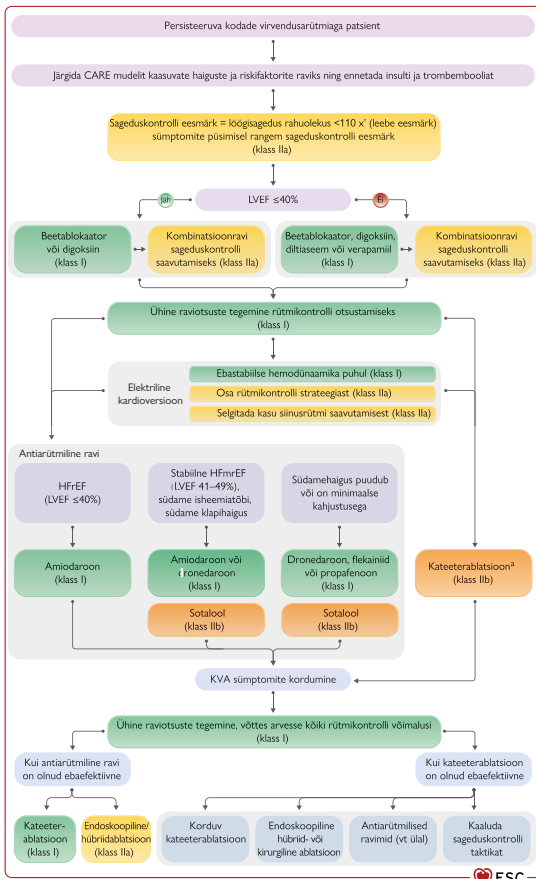 Persisteeruva kodade virvendusarütmiaga patsient
Järgida CARE mudelit kaasuvate haiguste ja riskifaktorite raviks ning ennetada insulti ja trombembooliat
Sageduskontrolli eesmärk = löögisagedus rahuolekus <110 x' (leebe eesmärk)
sümptomite püsimisel rangem sageduskontrolli eesmärk
(klass IIa)
Jah
LVEF ≤40%
Ei
Beetablokaator
või digoksiin
(klass I)
Kombinatsioonravi
sageduskontrolli
saavutamiseks (klass IIa)
Beetablokaator, digoksiin,
diltiaseem või verapamiil
(klass I)
Kombinatsioonravi
sageduskontrolli
saavutamiseks (klass IIa)
Ühine raviotsuste tegemine rütmikontrolli otsustamiseks
(klass I)
Elektriline
kardioversioon
Ebastabiilse hemodünaamika puhul (klass I)
Osa rütmikontrolli strateegiast (klass IIa)
Selgitada kasu siinusrütmi saavutamisest (klass IIa)
Antiarütmiline ravi
HFrEF
(LVEF ≤40%)
Stabiilne HFmrEF
(LVEF 41–49%),
südame isheemiatõbi,
südame klapihaigus
Südamehaigus puudub
või on minimaalse
kahjustusega
Amiodaroon
(klass I)
Amiodaroon või
dronedaroon
(klass I)
Dronedaroon, flekainiid
või propafenoon
(klass I)
Kateeterablatsioonᵃ
(klass IIb)
Sotalool
(klass IIb)
Sotalool
(klass IIb)
KVA sümptomite kordumine
Ühine raviotsuste tegemine, võttes arvesse kõiki rütmikontrolli võimalusi
(klass I)
Kui antiarütmiline ravi
on olnud ebaefektiivne
Kui kateeterablatsioon
on olnud ebaefektiivne
Kateeter-
ablatsioon
(klass I)
Endoskoopiline/
hübriidablatsioon
(klass IIa)
Korduv
kateeterablatsioon
Endoskoopiline
hübriid- või
kirurgiline ablatsioon
Antiarütmilised
ravimid (vt ülal)
Kaaluda
sageduskontrolli
taktikat
ESC